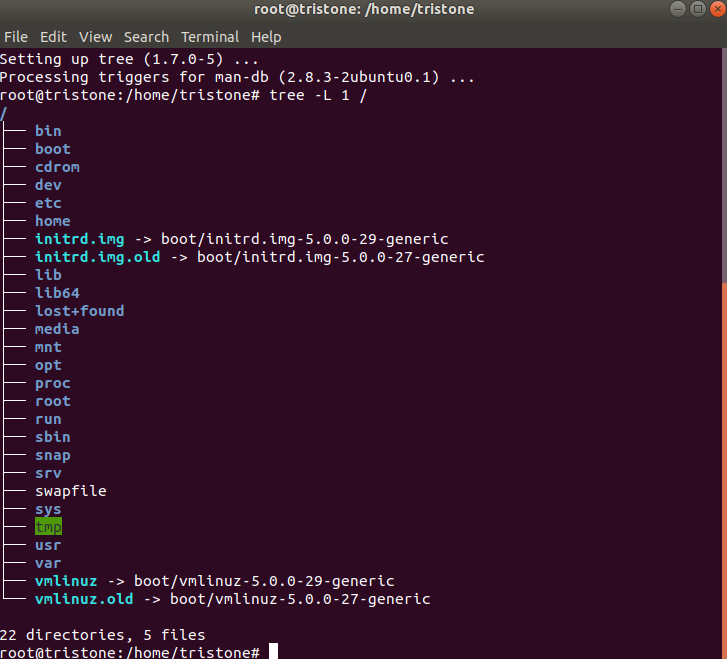 root@tristone: /home/tristone
File Edit View Search Terminal Help
Setting up tree (1.7.0-5) ...
Processing triggers for man-db (2.8.3-2ubuntu0.1) ...
root@tristone:/home/tristone# tree -L 1 /
/
├── bin
├── boot
├── cdrom
├── dev
├── etc
├── home
├── initrd.img -> boot/initrd.img-5.0.0-29-generic
├── initrd.img.old -> boot/initrd.img-5.0.0-27-generic
├── lib
├── lib64
├── lost+found
├── media
├── mnt
├── opt
├── proc
├── root
├── run
├── sbin
├── snap
├── srv
├── swapfile
├── sys
├── tmp
├── usr
├── var
├── vmlinuz -> boot/vmlinuz-5.0.0-29-generic
└── vmlinuz.old -> boot/vmlinuz-5.0.0-27-generic
22 directories, 5 files
root@tristone:/home/tristone#